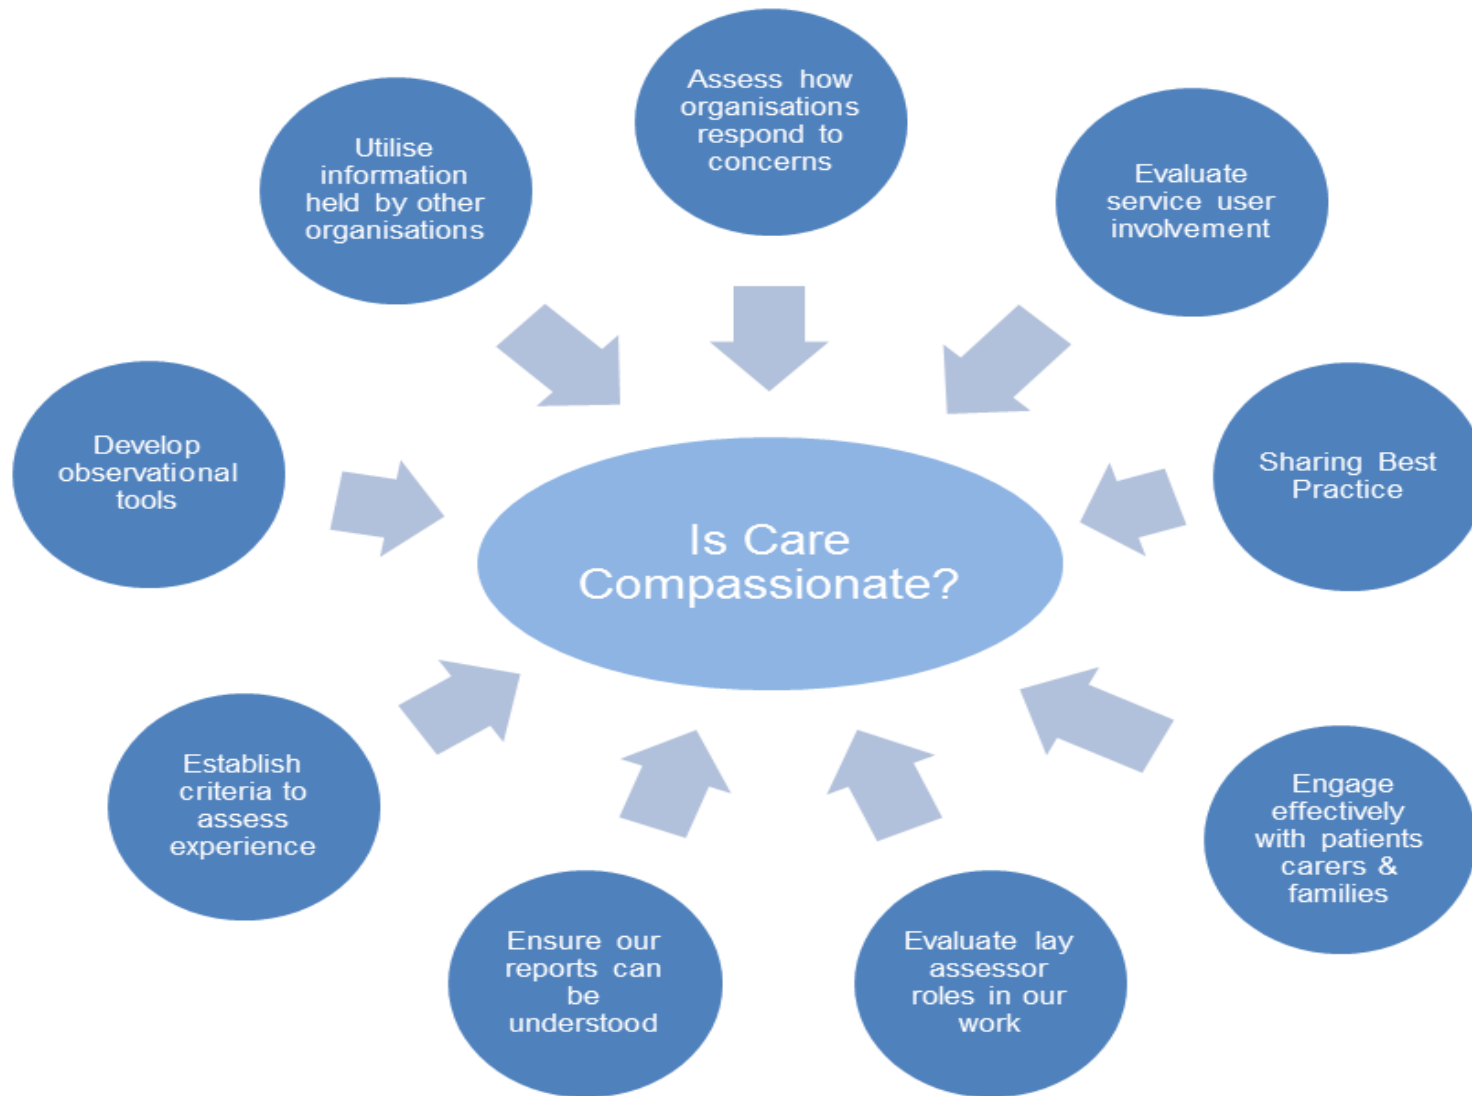 Assess how
organisations
respond to
concerns
Utilise
information
held by other
organisations
Evaluate
service user
involvement
Develop
observational
tools
Sharing Best
Practice
Is Care
Compassionate?
Establish
criteria to
assess
experience
Engage
effectively
with patients
carers &
families
Ensure our
reports can
be
understood
Evaluate lay
assessor
roles in our
work